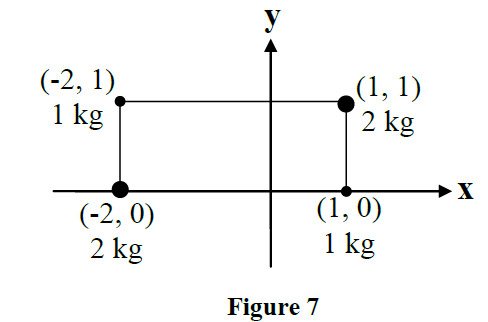 y
(-2, 1)
1 kg
(1, 1)
2 kg
x
(-2, 0)
2 kg
(1, 0)
1 kg
Figure 7